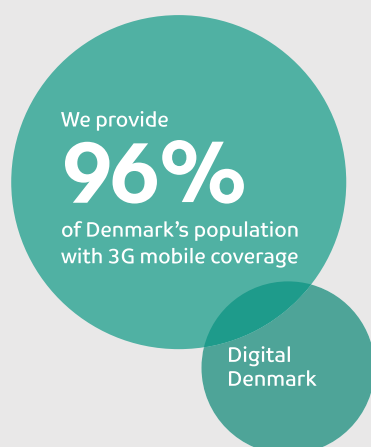 We provide
96%
of Denmark’s population
with 3G mobile coverage
Digital
Denmark